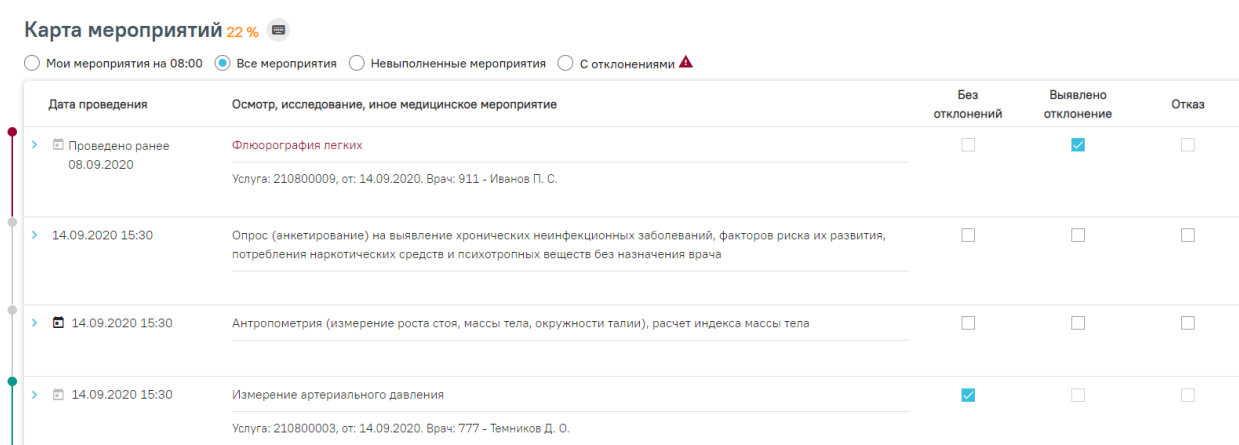 Карта мероприятий 22 %
Мои мероприятия на 08:00 Все мероприятия Невыполненные мероприятия С отклонениями
Дата проведения Осмотр, исследование, иное медицинское мероприятие Без отклонений Выявлено отклонение Отказ
Проведено ранее 08.09.2020 Флюорография легких
Услуга: 210800009, от: 14.09.2020. Врач: 911 - Иванов П. С.
14.09.2020 15:30 Опрос (анкетирование) на выявление хронических неинфекционных заболеваний, факторов риска их развития,
потребления наркотических средств и психотропных веществ без назначения врача
14.09.2020 15:30 Антропометрия (измерение роста стоя, массы тела, окружности талии), расчет индекса массы тела
14.09.2020 15:30 Измерение артериального давления
Услуга: 210800003, от: 14.09.2020. Врач: 777 - Темников Д. О.